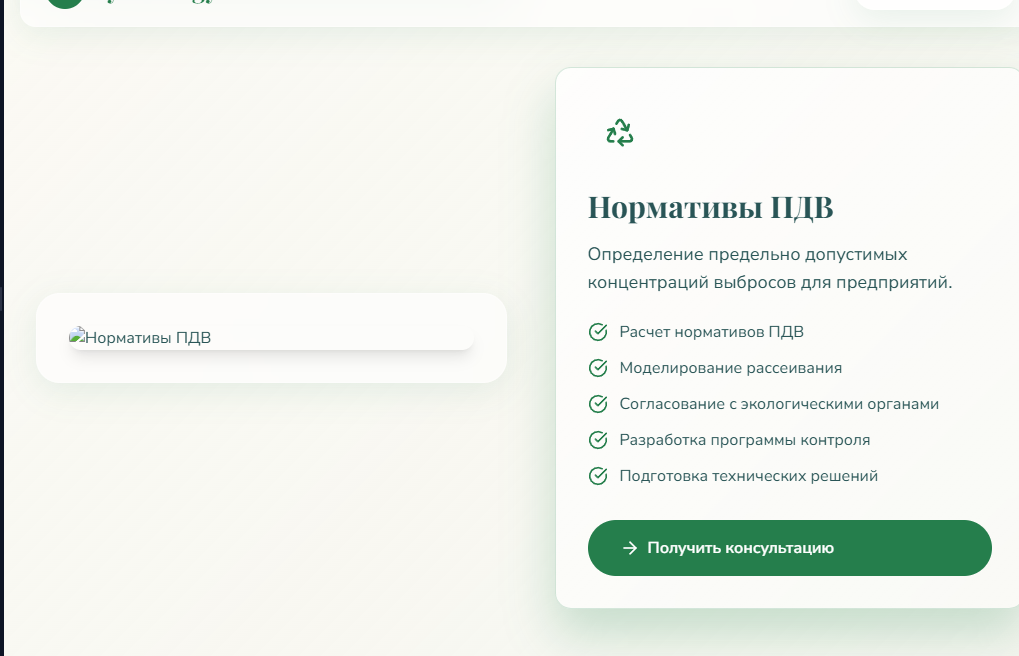 Нормативы ПДВ
Нормативы ПДВ
Определение предельно допустимых
концентраций выбросов для предприятий.
Расчет нормативов ПДВ
Моделирование рассеивания
Согласование с экологическими органами
Разработка программы контроля
Подготовка технических решений
Получить консультацию